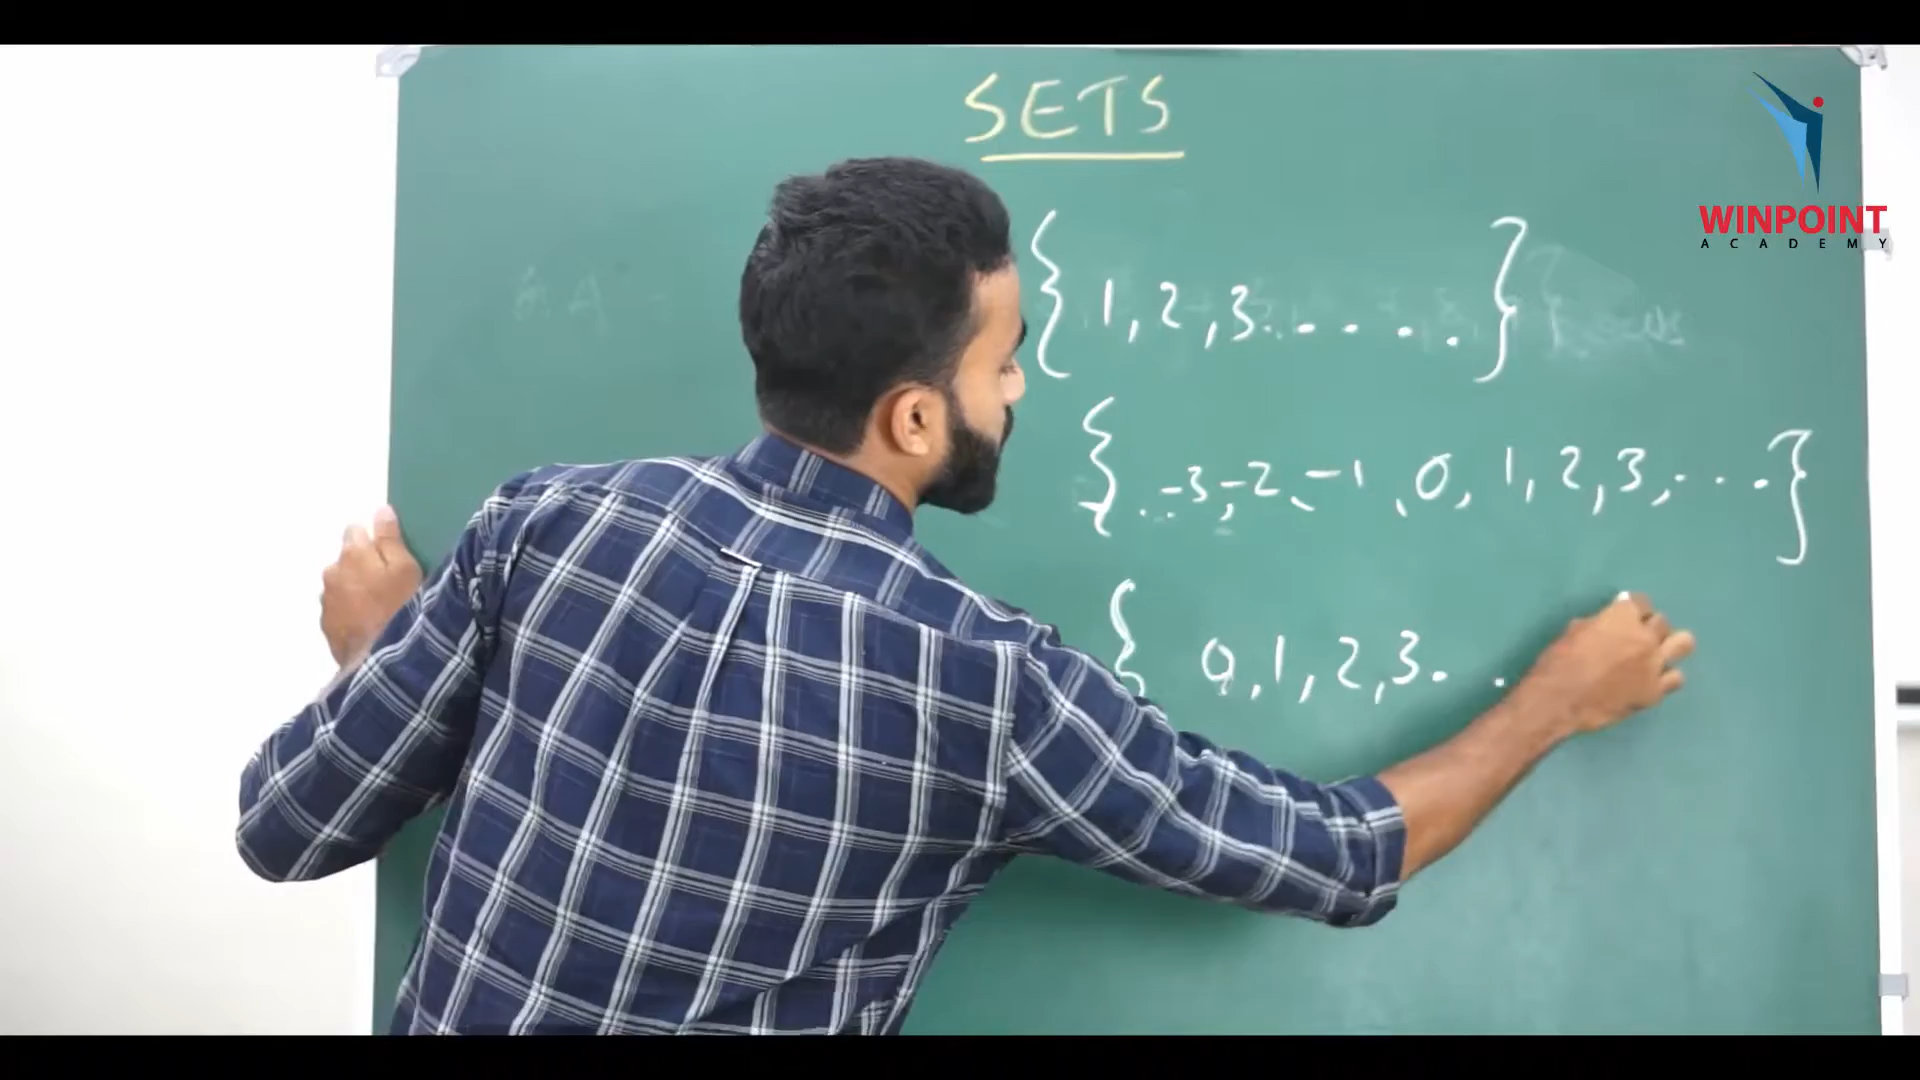 SETS
{ 1, 2, 3. . . . . }
{ . .. -3, -2, -1, 0, 1, 2, 3, . . . }
{ 0, 1, 2, 3. .
WINPOINT
ACADEMY